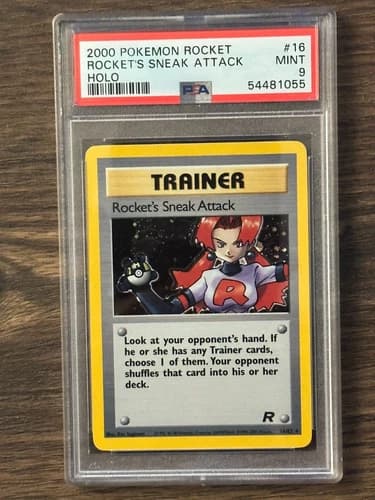 2000 POKEMON ROCKET #16
ROCKET'S SNEAK ATTACK MINT
HOLO 9
PSA 54481055
TRAINER
Rocket's Sneak Attack
R
Look at your opponent's hand. If
he or she has any Trainer cards,
choose 1 of them. Your opponent
shuffles that card into his or her
deck.
R
16/82